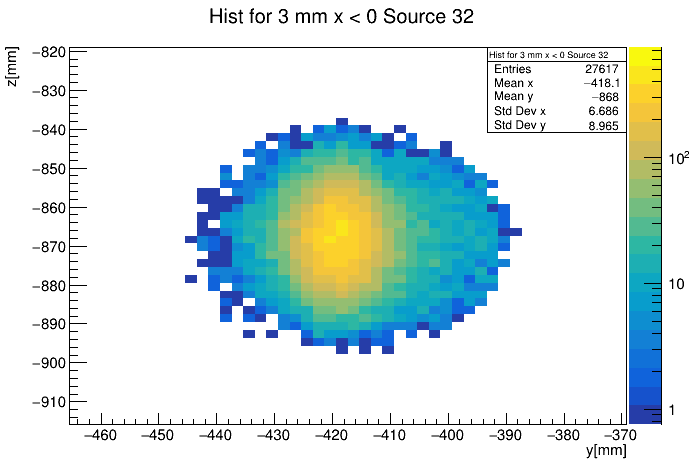 Hist for 3 mm x < 0 Source 32
z[mm]
−820
−830
−840
−850
−860
−870
−880
−890
−900
−910
Hist for 3 mm x < 0 Source 32
Entries 27617
Mean x −418.1
Mean y −868
Std Dev x 6.686
Std Dev y 8.965
10²
10
1
−460 −450 −440 −430 −420 −410 −400 −390 −380 −370
y[mm]